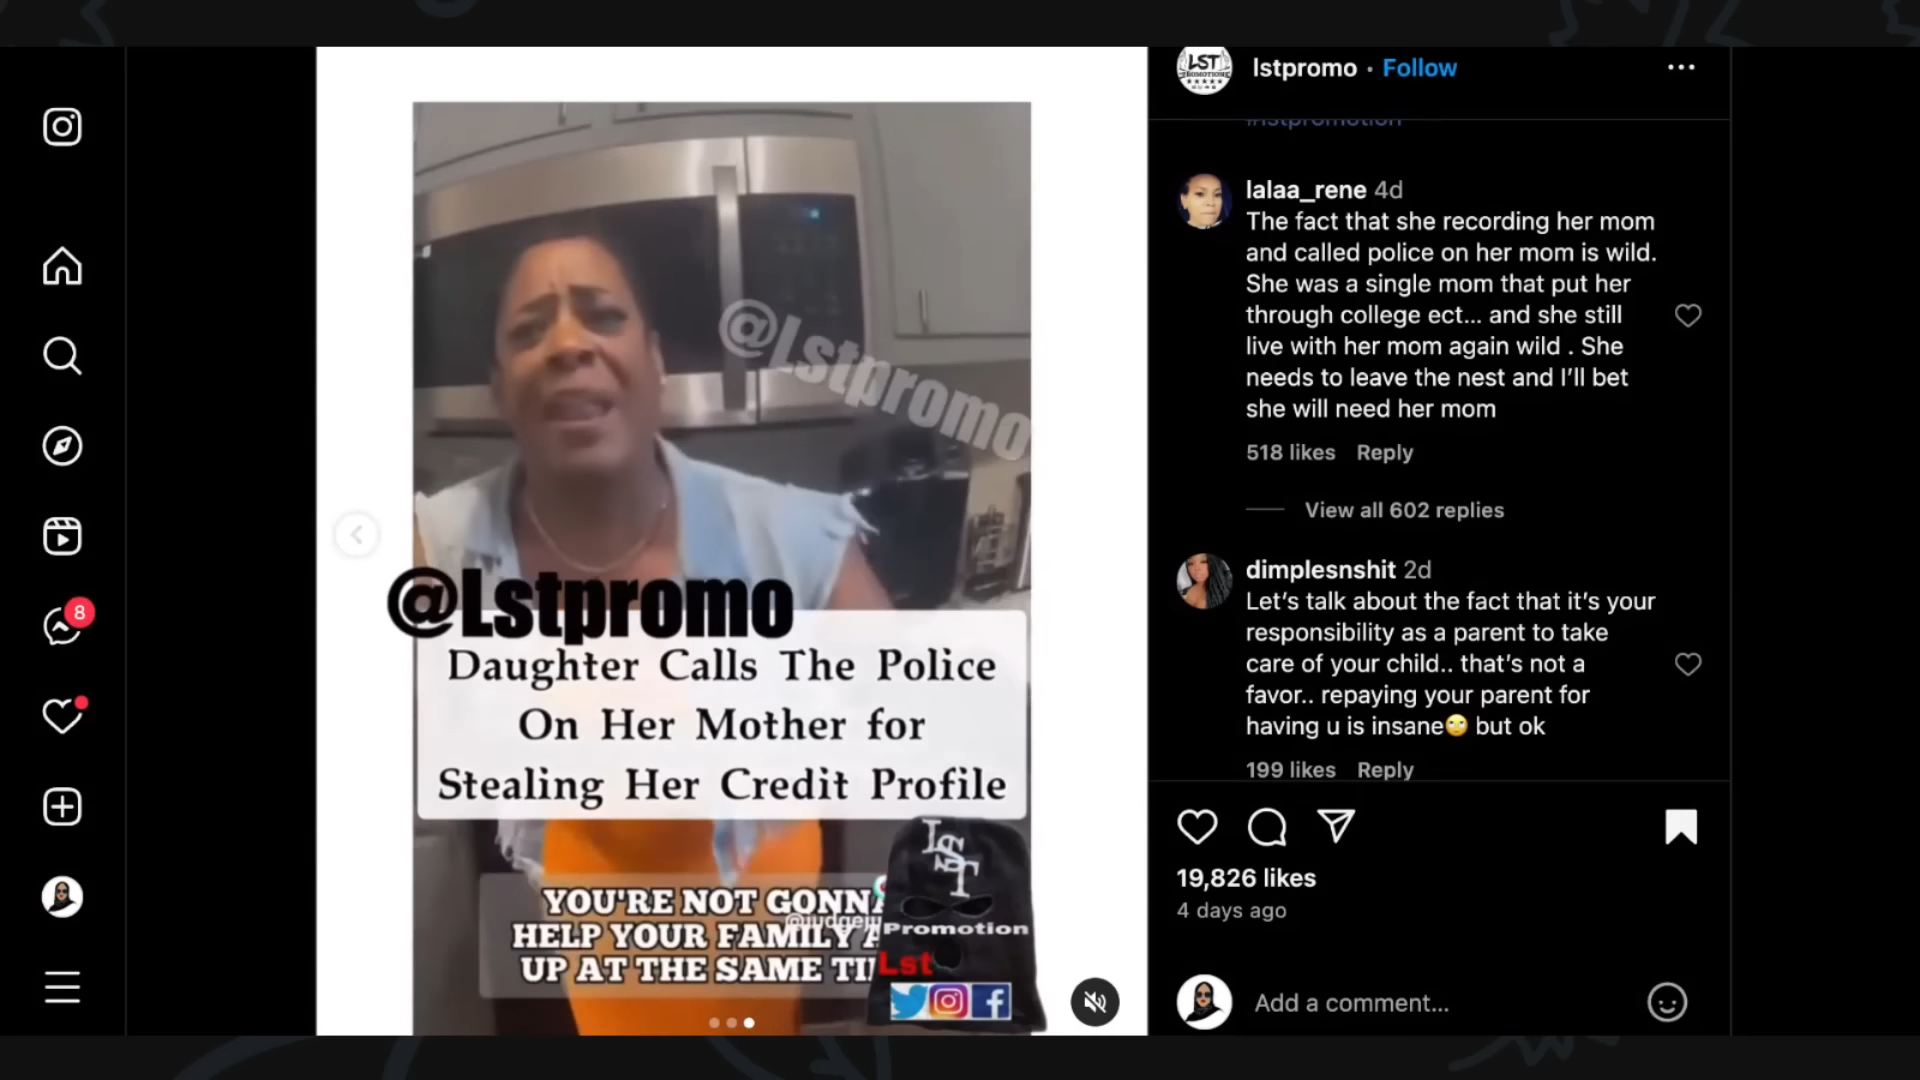 LST
PROMOTIONS
lstpromo • Follow
#lstpromotion
lalaa_rene 4d
The fact that she recording her mom
and called police on her mom is wild.
She was a single mom that put her
through college ect... and she still
live with her mom again wild . She
needs to leave the nest and I’ll bet
she will need her mom
518 likes Reply
View all 602 replies
dimplesnshit 2d
Let’s talk about the fact that it’s your
responsibility as a parent to take
care of your child.. that’s not a
favor.. repaying your parent for
having u is insane🙄 but ok
199 likes Reply
19,826 likes
4 days ago
Add a comment...
8
@Lstpromo
@Lstpromo
Daughter Calls The Police
On Her Mother for
Stealing Her Credit Profile
YOU'RE NOT GONNA
HELP YOUR FAMILY
UP AT THE SAME
LST
Promotion
Lst